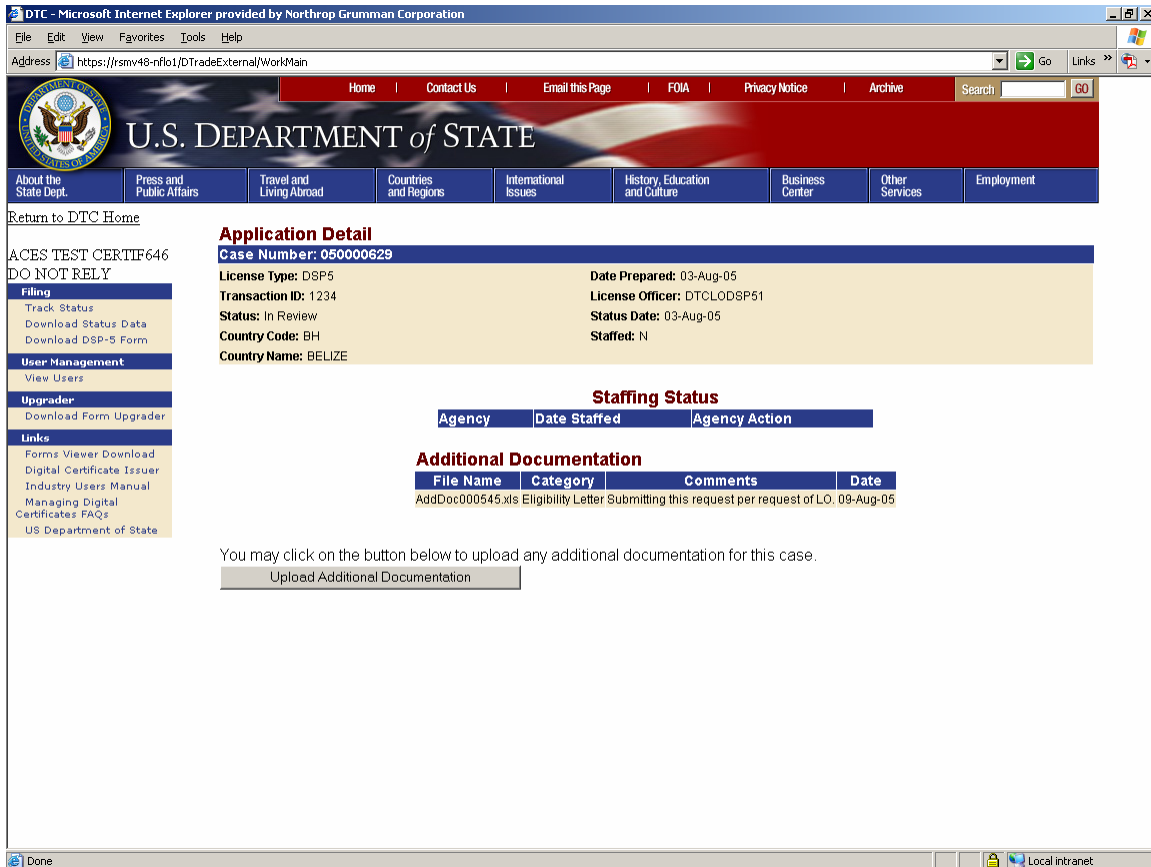 DTC - Microsoft Internet Explorer provided by Northrop Grumman Corporation
File Edit View Favorites Tools Help
Address https://rsmv48-nflo1/DTradeExternal/WorkMain Go Links »
Home | Contact Us | Email this Page | FOIA | Privacy Notice | Archive Search GO
DEPARTMENT OF STATE
UNITED STATES OF AMERICA
U.S. DEPARTMENT of STATE
About the State Dept. Press and Public Affairs Travel and Living Abroad Countries and Regions International Issues History, Education and Culture Business Center Other Services Employment
Return to DTC Home
ACES TEST CERTIF646
DO NOT RELY
Filing
Track Status
Download Status Data
Download DSP-5 Form
User Management
View Users
Upgrader
Download Form Upgrader
Links
Forms Viewer Download
Digital Certificate Issuer
Industry Users Manual
Managing Digital
Certificates FAQs
US Department of State
Application Detail
Case Number: 050000629
License Type: DSP5 Date Prepared: 03-Aug-05
Transaction ID: 1234 License Officer: DTCLODSP51
Status: In Review Status Date: 03-Aug-05
Country Code: BH Staffed: N
Country Name: BELIZE
Staffing Status
Agency Date Staffed Agency Action
Additional Documentation
File Name Category Comments Date
AddDoc000545.xls Eligibility Letter Submitting this request per request of LO. 09-Aug-05
You may click on the button below to upload any additional documentation for this case.
Upload Additional Documentation
Done Local intranet